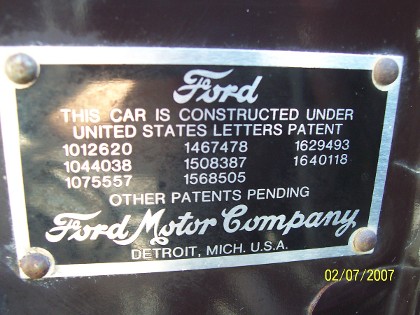 Ford
THIS CAR IS CONSTRUCTED UNDER
UNITED STATES LETTERS PATENT
1012620 1467478 1629493
1044038 1508387 1640118
1075557 1568505
OTHER PATENTS PENDING
Ford Motor Company
DETROIT, MICH. U.S.A.
02/07/2007